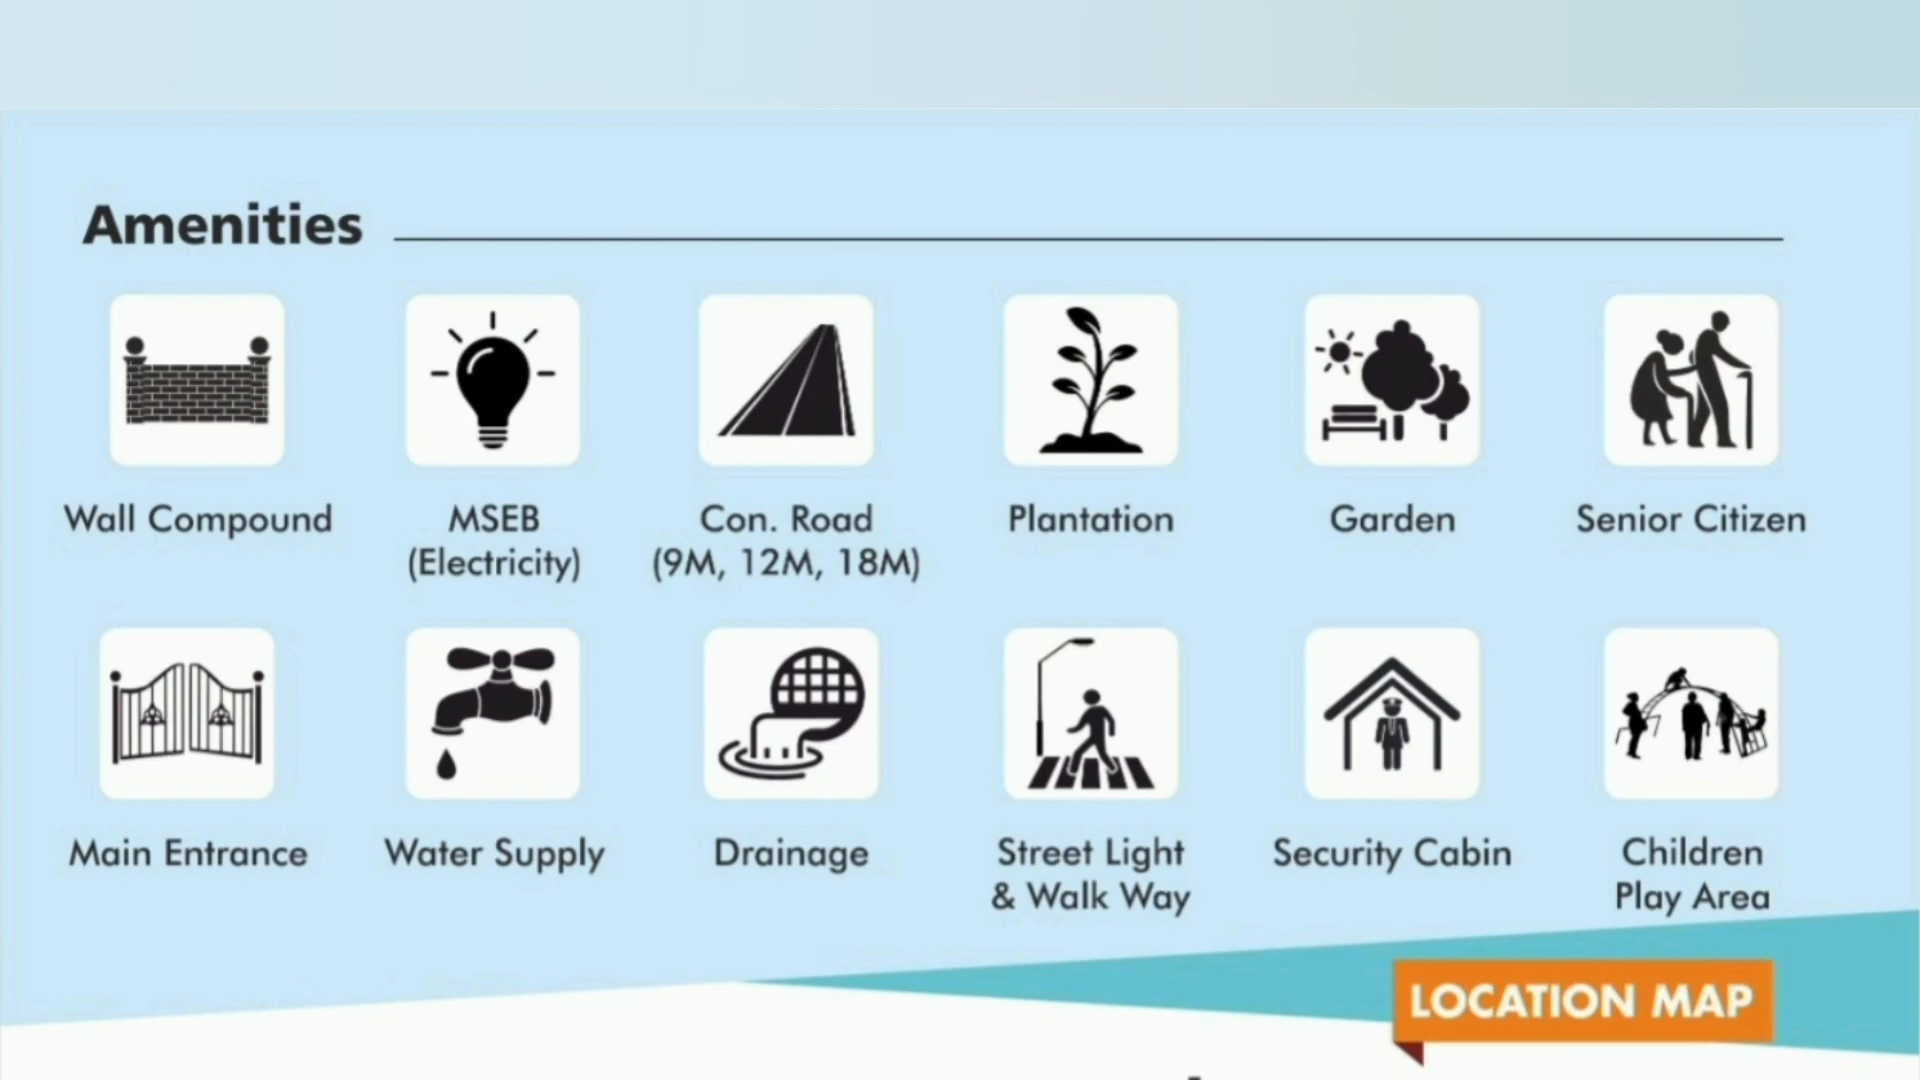 Amenities
Wall Compound
MSEB
(Electricity)
Con. Road
(9M, 12M, 18M)
Plantation
Garden
Senior Citizen
Main Entrance
Water Supply
Drainage
Street Light
& Walk Way
Security Cabin
Children
Play Area
LOCATION MAP